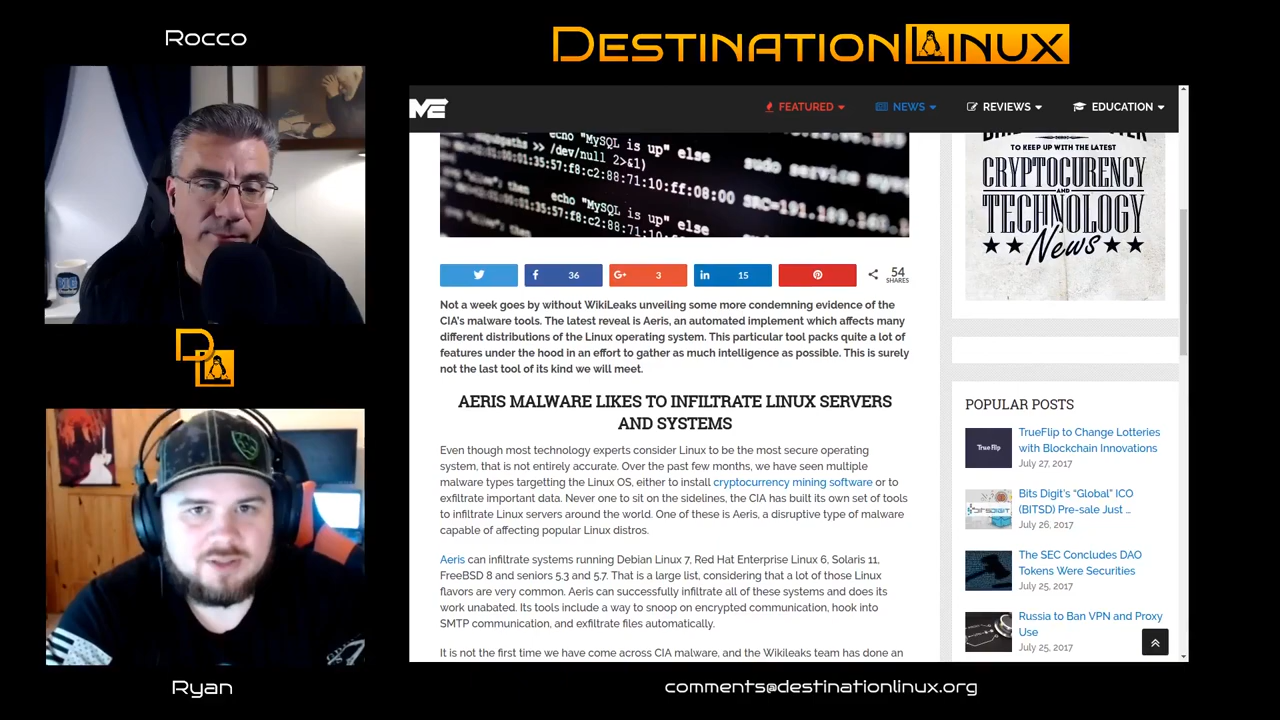 Rocco
DESTINATION LINUX
ME
FEATURED
NEWS
REVIEWS
EDUCATION
echo "MySQL is up" else
/dev/null 2>&1)
sudo service
echo "MySQL is up" else
TO KEEP UP WITH THE LATEST
CRYPTOCURENCY
AND
TECHNOLOGY
News
36
3
15
54
SHARES
Not a week goes by without WikiLeaks unveiling some more condemning evidence of the
CIA's malware tools. The latest reveal is Aeris, an automated implement which affects many
different distributions of the Linux operating system. This particular tool packs quite a lot of
features under the hood in an effort to gather as much intelligence as possible. This is surely
not the last tool of its kind we will meet.
AERIS MALWARE LIKES TO INFILTRATE LINUX SERVERS
AND SYSTEMS
Even though most technology experts consider Linux to be the most secure operating
system, that is not entirely accurate. Over the past few months, we have seen multiple
malware types targetting the Linux OS, either to install cryptocurrency mining software or to
exfiltrate important data. Never one to sit on the sidelines, the CIA has built its own set of tools
to infiltrate Linux servers around the world. One of these is Aeris, a disruptive type of malware
capable of affecting popular Linux distros.
Aeris can infiltrate systems running Debian Linux 7, Red Hat Enterprise Linux 6, Solaris 11,
FreeBSD 8 and seniors 5.3 and 5.7. That is a large list, considering that a lot of those Linux
flavors are very common. Aeris can successfully infiltrate all of these systems and does its
work unabated. Its tools include a way to snoop on encrypted communication, hook into
SMTP communication, and exfiltrate files automatically.
It is not the first time we have come across CIA malware, and the Wikileaks team has done an
POPULAR POSTS
True Flip
TrueFlip to Change Lotteries
with Blockchain Innovations
July 27, 2017
Bits Digit's "Global" ICO
(BITSD) Pre-sale Just ...
July 26, 2017
The SEC Concludes DAO
Tokens Were Securities
July 25, 2017
Russia to Ban VPN and Proxy
Use
July 25, 2017
DL
Ryan
comments@destinationlinux.org